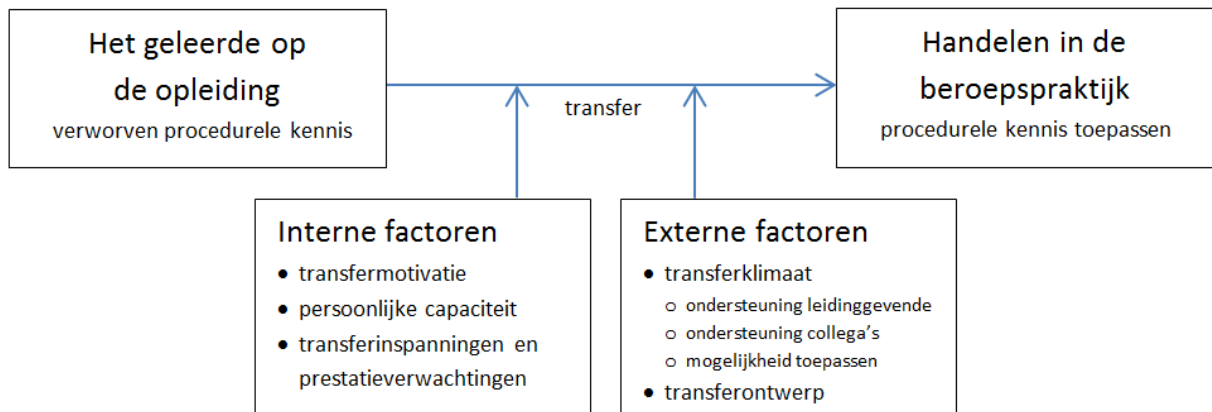 Het geleerde op
de opleiding
verworven procedurele kennis
transfer
Handelen in de
beroepspraktijk
procedurele kennis toepassen
Interne factoren
• transfermotivatie
• persoonlijke capaciteit
• transferinspanningen en
prestatieverwachtingen
Externe factoren
• transferklimaat
o ondersteuning leidinggevende
o ondersteuning collega's
o mogelijkheid toepassen
• transferontwerp